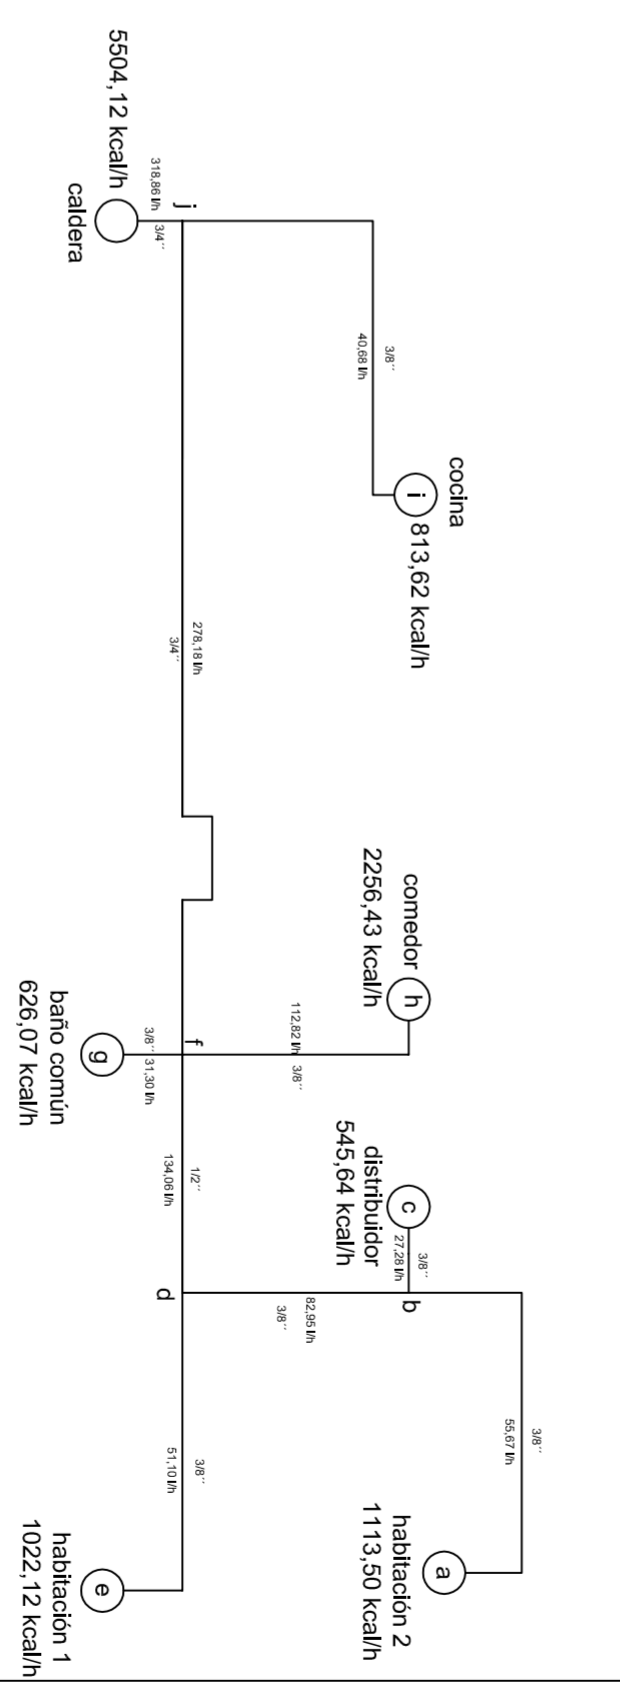 5504,12 kcal/h
caldera
318,86 l/h
3/4´´
j
3/8´´
40,68 l/h
cocina
i
813,62 kcal/h
278,18 l/h
3/4´´
comedor
h
2256,43 kcal/h
112,82 l/h
3/8´´
f
3/8´´
31,30 l/h
g
baño común
626,07 kcal/h
1/2´´
134,06 l/h
c
distribuidor
545,64 kcal/h
3/8´´
27,28 l/h
b
d
82,95 l/h
3/8´´
3/8´´
55,67 l/h
a
habitación 2
1113,50 kcal/h
3/8´´
51,10 l/h
e
habitación 1
1022,12 kcal/h